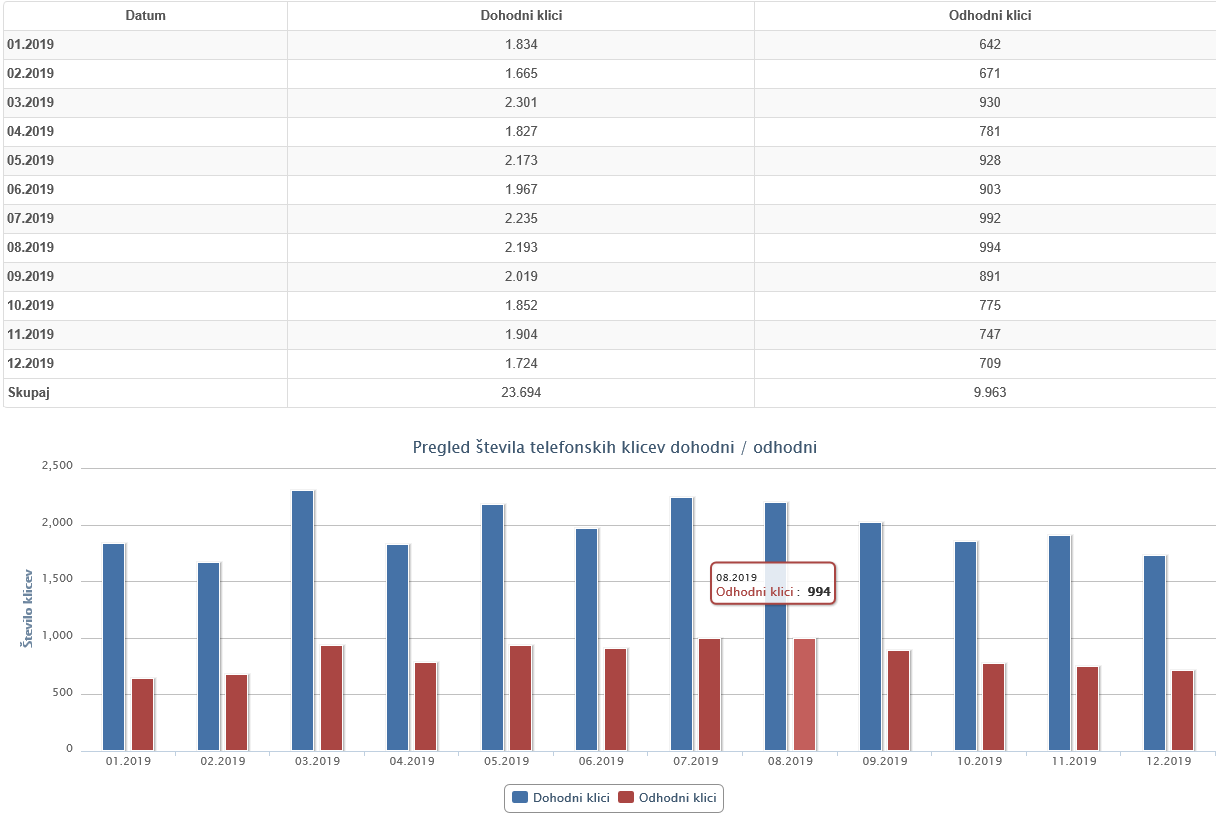 Datum Dohodni klici Odhodni klici
01.2019 1.834 642
02.2019 1.665 671
03.2019 2.301 930
04.2019 1.827 781
05.2019 2.173 928
06.2019 1.967 903
07.2019 2.235 992
08.2019 2.193 994
09.2019 2.019 891
10.2019 1.852 775
11.2019 1.904 747
12.2019 1.724 709
Skupaj 23.694 9.963
Pregled števila telefonskih klicev dohodni / odhodni
Število klicev
2,500
2,000
1,500
1,000
500
0
08.2019
Odhodni klici : 994
01.2019 02.2019 03.2019 04.2019 05.2019 06.2019 07.2019 08.2019 09.2019 10.2019 11.2019 12.2019
Dohodni klici Odhodni klici